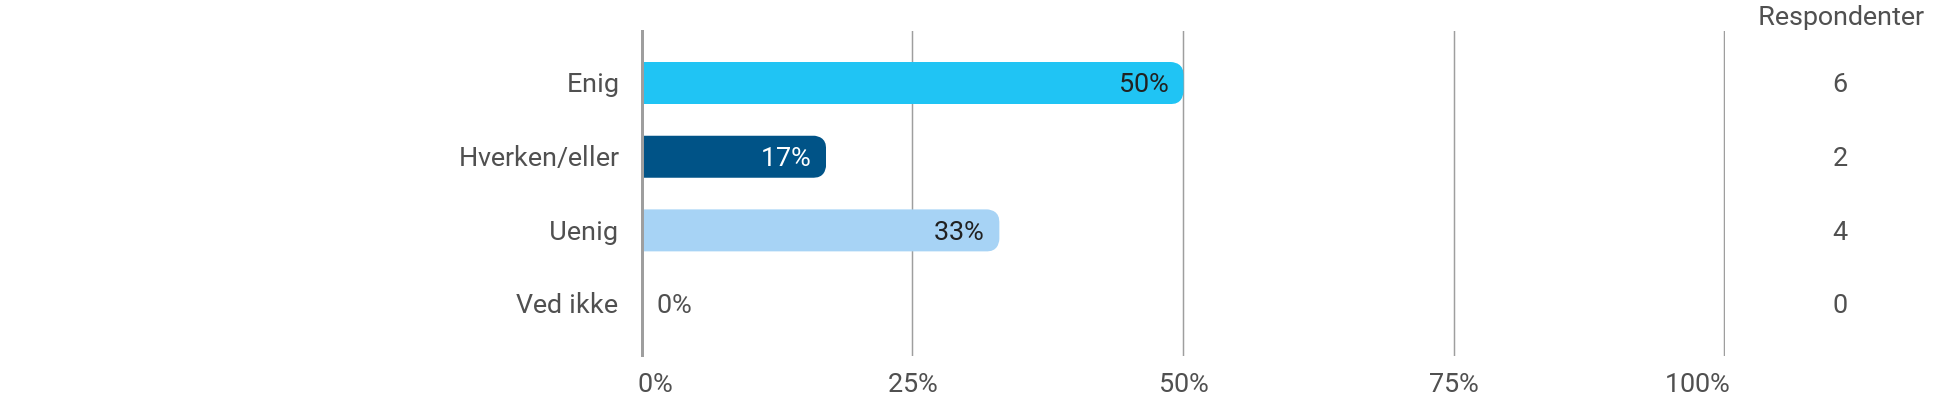 Respondenter
Enig 50% 6
Hverken/eller 17% 2
Uenig 33% 4
Ved ikke 0% 0
0% 25% 50% 75% 100%